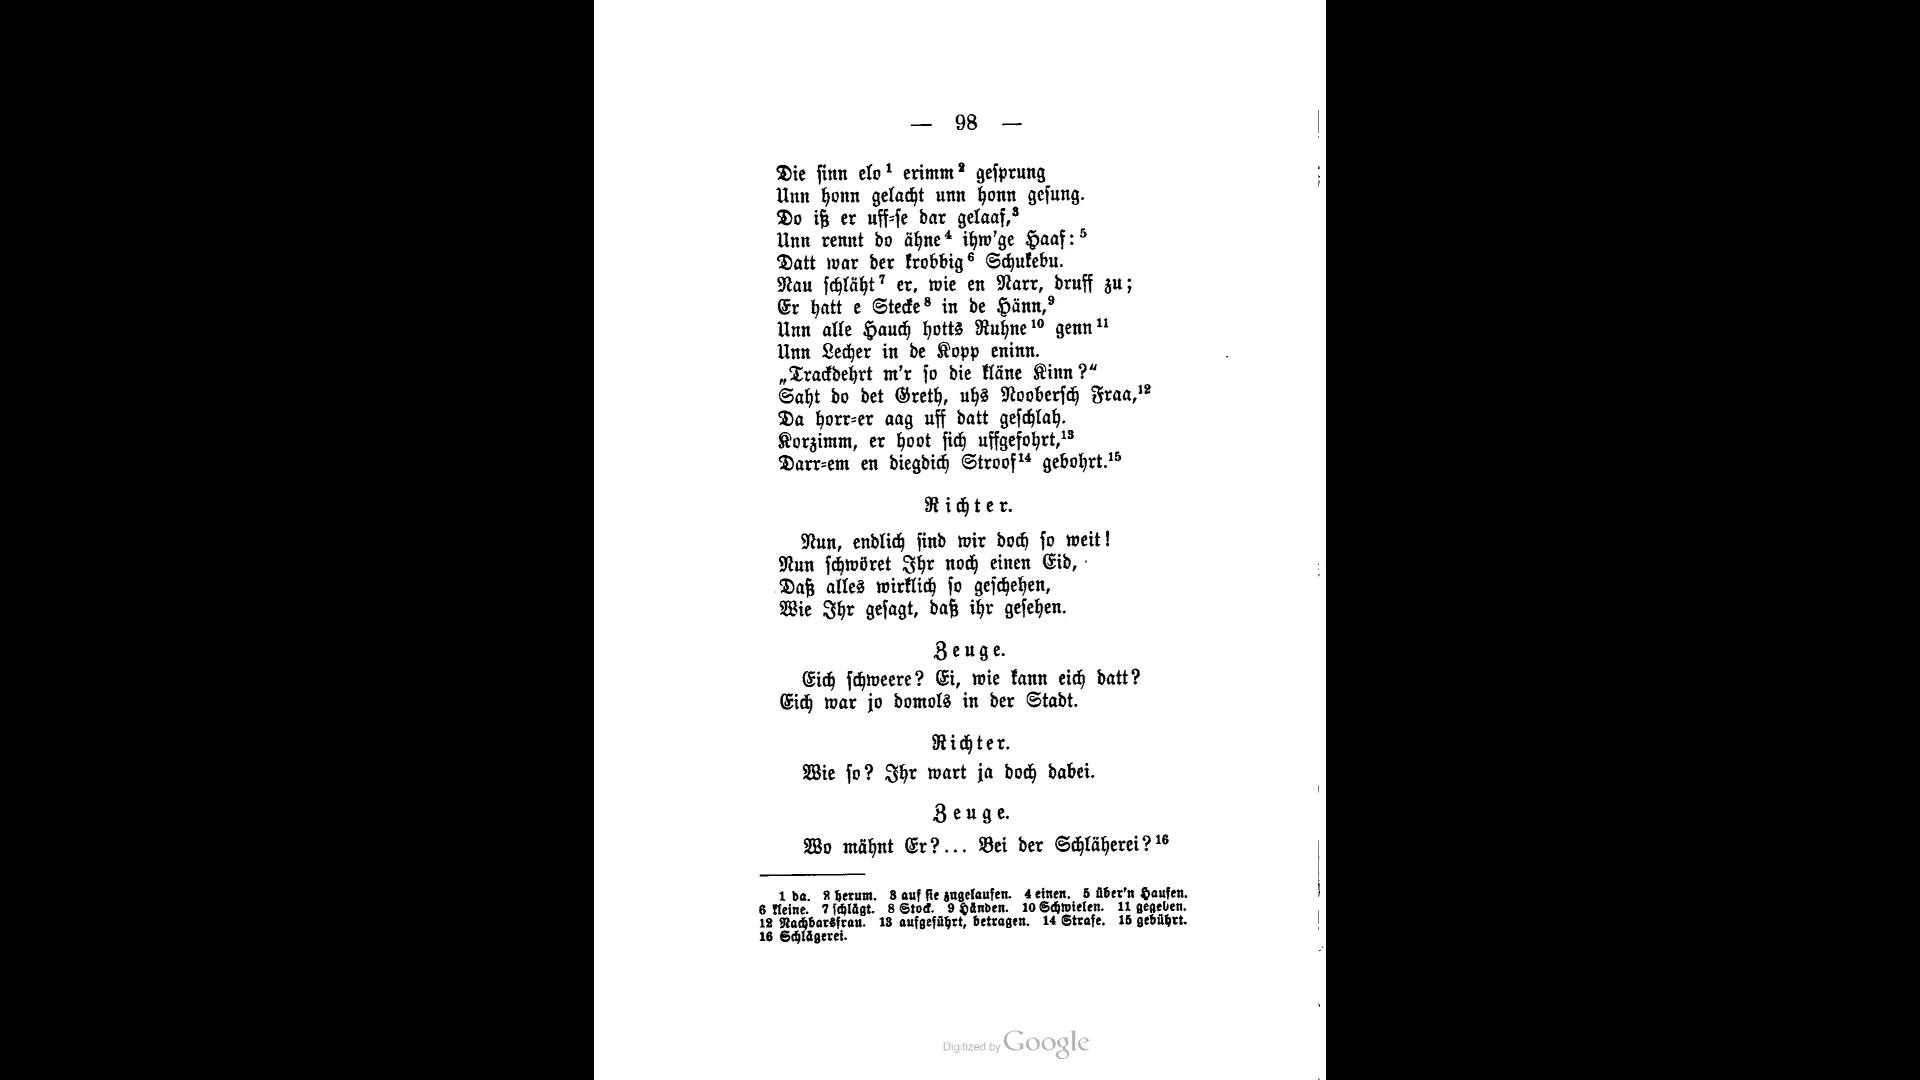 — 98 —
Die ſinn elo¹ erimm² geſprung
Unn honn gelacht unn honn geſung.
Do iß er uff=ſe dar gelaaf,³
Unn rennt do ähne⁴ ihw'ge Haaf:⁵
Datt war der krobbig⁶ Schukebu.
Nau ſchläht⁷ er, wie en Narr, druff zu;
Er hatt e Stecke⁸ in de Hänn,⁹
Unn alle Hauch hotts Ruhne¹⁰ genn¹¹
Unn Lecher in de Kopp eninn.
„Trackdehrt m'r ſo die kläne Kinn?“
Saht do det Greth, uhs Nooberſch Fraa,¹²
Da horr=er aag uff datt geſchlah.
Korzimm, er hoot ſich uffgefohrt,¹³
Darr=em en diegdich Stroof¹⁴ gebohrt.¹⁵
Richter.
Nun, endlich ſind wir doch ſo weit!
Nun ſchwöret Ihr noch einen Eid,
Daß alles wirklich ſo geſchehen,
Wie Ihr geſagt, daß ihr geſehen.
Zeuge.
Eich ſchweere? Ei, wie kann eich datt?
Eich war jo domols in der Stadt.
Richter.
Wie ſo? Ihr wart ja doch dabei.
Zeuge.
Wo mähnt Er?... Bei der Schläherei?¹⁶
1 da. 2 herum. 3 auf ſie zugelaufen. 4 einen. 5 über'n Haufen.
6 kleine. 7 ſchlägt. 8 Stock. 9 Händen. 10 Schwielen. 11 gegeben.
12 Nachbarsfrau. 13 aufgeführt, betragen. 14 Strafe. 15 gebührt.
16 Schlägerei.
Digitized by Google